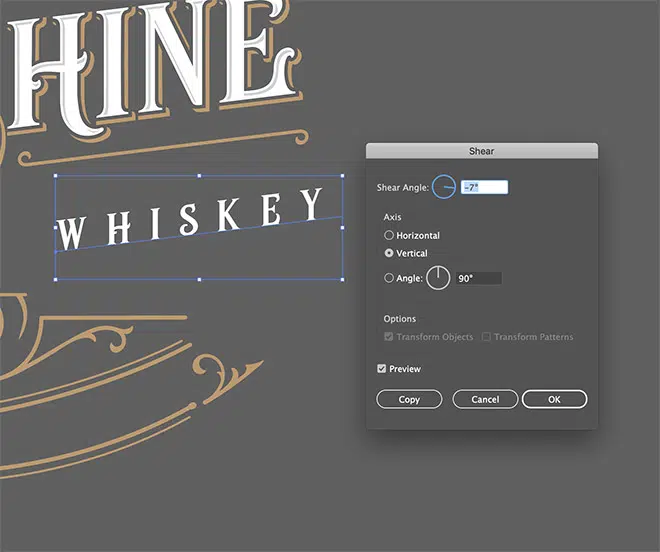 HINE
WHISKEY
Shear
Shear Angle: -7°
Axis
Horizontal
Vertical
Angle: 90°
Options
Transform Objects Transform Patterns
Preview
Copy Cancel OK